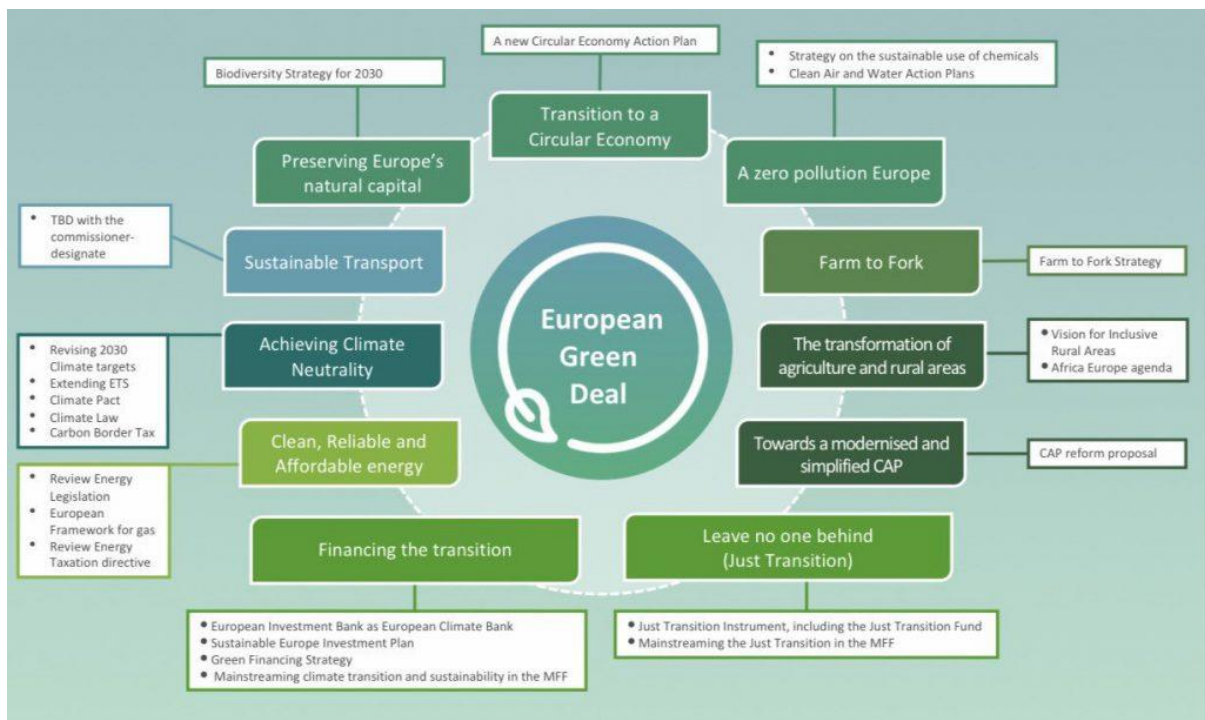 A new Circular Economy Action Plan
Biodiversity Strategy for 2030
• Strategy on the sustainable use of chemicals
• Clean Air and Water Action Plans
Transition to a
Circular Economy
Preserving Europe's
natural capital
A zero pollution Europe
• TBD with the
commissioner-
designate
Sustainable Transport
Farm to Fork
Farm to Fork Strategy
European
Green
Deal
• Revising 2030
Climate targets
• Extending ETS
• Climate Pact
• Climate Law
• Carbon Border Tax
Achieving Climate
Neutrality
The transformation of
agriculture and rural areas
• Vision for Inclusive
Rural Areas
• Africa Europe agenda
Clean, Reliable and
Affordable energy
Towards a modernised and
simplified CAP
CAP reform proposal
• Review Energy
Legislation
• European
Framework for gas
• Review Energy
Taxation directive
Financing the transition
Leave no one behind
(Just Transition)
• European Investment Bank as European Climate Bank
• Sustainable Europe Investment Plan
• Green Financing Strategy
• Mainstreaming climate transition and sustainability in the MFF
• Just Transition Instrument, including the Just Transition Fund
• Mainstreaming the Just Transition in the MFF